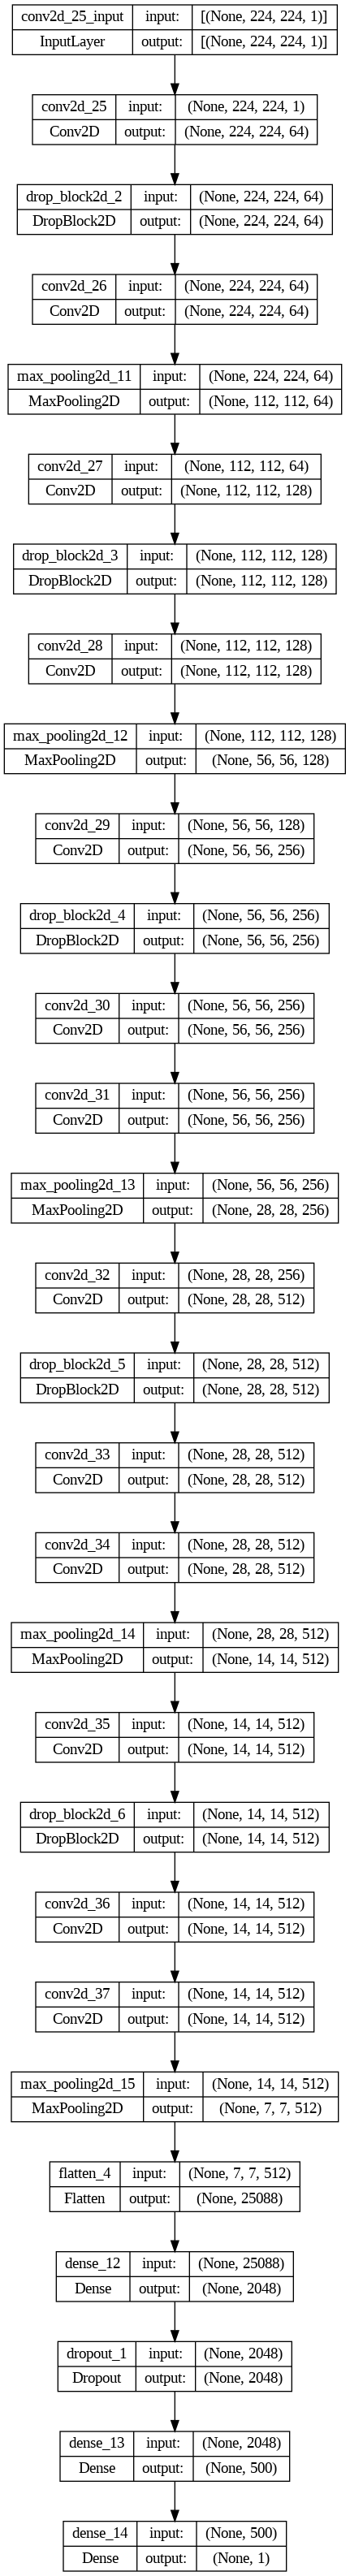 conv2d_25_input input: [(None, 224, 224, 1)]
InputLayer output: [(None, 224, 224, 1)]
conv2d_25 input: (None, 224, 224, 1)
Conv2D output: (None, 224, 224, 64)
drop_block2d_2 input: (None, 224, 224, 64)
DropBlock2D output: (None, 224, 224, 64)
conv2d_26 input: (None, 224, 224, 64)
Conv2D output: (None, 224, 224, 64)
max_pooling2d_11 input: (None, 224, 224, 64)
MaxPooling2D output: (None, 112, 112, 64)
conv2d_27 input: (None, 112, 112, 64)
Conv2D output: (None, 112, 112, 128)
drop_block2d_3 input: (None, 112, 112, 128)
DropBlock2D output: (None, 112, 112, 128)
conv2d_28 input: (None, 112, 112, 128)
Conv2D output: (None, 112, 112, 128)
max_pooling2d_12 input: (None, 112, 112, 128)
MaxPooling2D output: (None, 56, 56, 128)
conv2d_29 input: (None, 56, 56, 128)
Conv2D output: (None, 56, 56, 256)
drop_block2d_4 input: (None, 56, 56, 256)
DropBlock2D output: (None, 56, 56, 256)
conv2d_30 input: (None, 56, 56, 256)
Conv2D output: (None, 56, 56, 256)
conv2d_31 input: (None, 56, 56, 256)
Conv2D output: (None, 56, 56, 256)
max_pooling2d_13 input: (None, 56, 56, 256)
MaxPooling2D output: (None, 28, 28, 256)
conv2d_32 input: (None, 28, 28, 256)
Conv2D output: (None, 28, 28, 512)
drop_block2d_5 input: (None, 28, 28, 512)
DropBlock2D output: (None, 28, 28, 512)
conv2d_33 input: (None, 28, 28, 512)
Conv2D output: (None, 28, 28, 512)
conv2d_34 input: (None, 28, 28, 512)
Conv2D output: (None, 28, 28, 512)
max_pooling2d_14 input: (None, 28, 28, 512)
MaxPooling2D output: (None, 14, 14, 512)
conv2d_35 input: (None, 14, 14, 512)
Conv2D output: (None, 14, 14, 512)
drop_block2d_6 input: (None, 14, 14, 512)
DropBlock2D output: (None, 14, 14, 512)
conv2d_36 input: (None, 14, 14, 512)
Conv2D output: (None, 14, 14, 512)
conv2d_37 input: (None, 14, 14, 512)
Conv2D output: (None, 14, 14, 512)
max_pooling2d_15 input: (None, 14, 14, 512)
MaxPooling2D output: (None, 7, 7, 512)
flatten_4 input: (None, 7, 7, 512)
Flatten output: (None, 25088)
dense_12 input: (None, 25088)
Dense output: (None, 2048)
dropout_1 input: (None, 2048)
Dropout output: (None, 2048)
dense_13 input: (None, 2048)
Dense output: (None, 500)
dense_14 input: (None, 500)
Dense output: (None, 1)